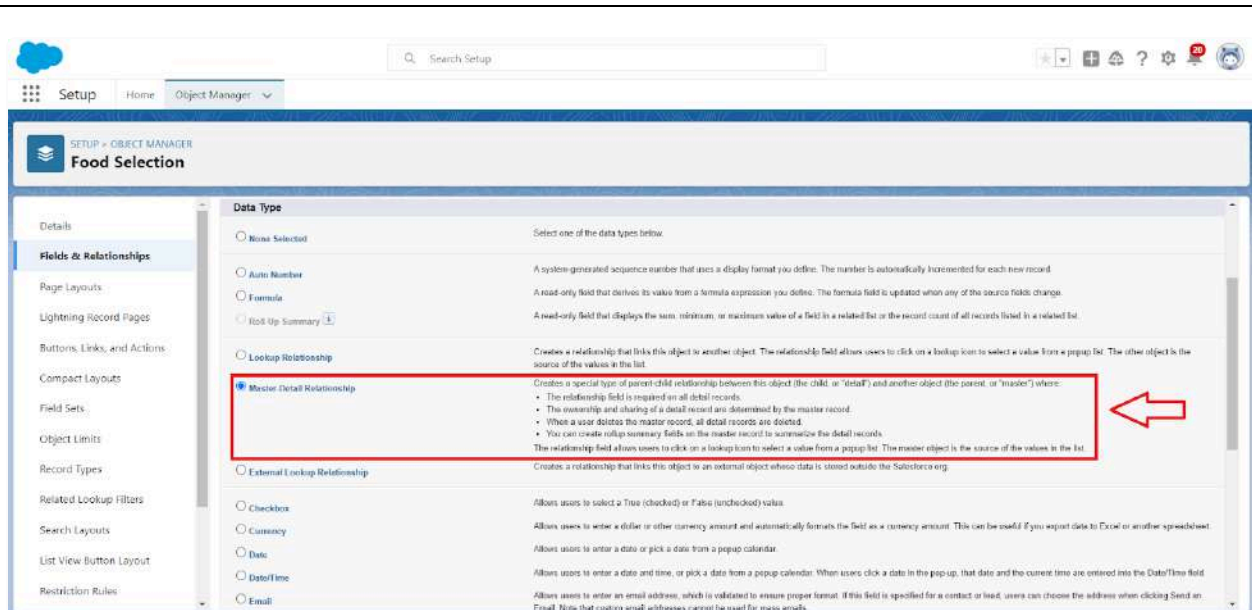 Search Setup
20
Setup
Home
Object Manager
SETUP > OBJECT MANAGER
Food Selection
Details
Fields & Relationships
Page Layouts
Lightning Record Pages
Buttons, Links, and Actions
Compact Layouts
Field Sets
Object Limits
Record Types
Related Lookup Filters
Search Layouts
List View Button Layout
Restriction Rules
Data Type
None Selected
Select one of the data types below.
Auto Number
A system-generated sequence number that uses a display format you define. The number is automatically incremented for each new record.
Formula
A read-only field that derives its value from a formula expression you define. The formula field is updated when any of the source fields change.
Roll-Up Summary
A read-only field that displays the sum, minimum, or maximum value of a field in a related list or the record count of all records listed in a related list.
Lookup Relationship
Creates a relationship that links this object to another object. The relationship field allows users to click on a lookup icon to select a value from a popup list. The other object is the
source of the values in the list.
Master-Detail Relationship
Creates a special type of parent-child relationship between this object (the child, or "detail") and another object (the parent, or "master") where:
• The relationship field is required on all detail records.
• The ownership and sharing of a detail record are determined by the master record.
• When a user deletes the master record, all detail records are deleted.
• You can create rollup summary fields on the master record to summarize the detail records.
The relationship field allows users to click on a lookup icon to select a value from a popup list. The master object is the source of the values in the list.
External Lookup Relationship
Creates a relationship that links this object to an external object whose data is stored outside the Salesforce org.
Checkbox
Allows users to select a True (checked) or False (unchecked) value.
Currency
Allows users to enter a dollar or other currency amount and automatically formats the field as a currency amount. This can be useful if you export data to Excel or another spreadsheet.
Date
Allows users to enter a date or pick a date from a popup calendar.
Date/Time
Allows users to enter a date and time, or pick a date from a popup calendar. When users click a date in the pop-up, that date and the current time are entered into the Date/Time field.
Email
Allows users to enter an email address, which is validated to ensure proper format. If this field is specified for a contact or lead, users can choose the address when clicking Send an
Email. Note that custom email addresses cannot be used for mass emails.